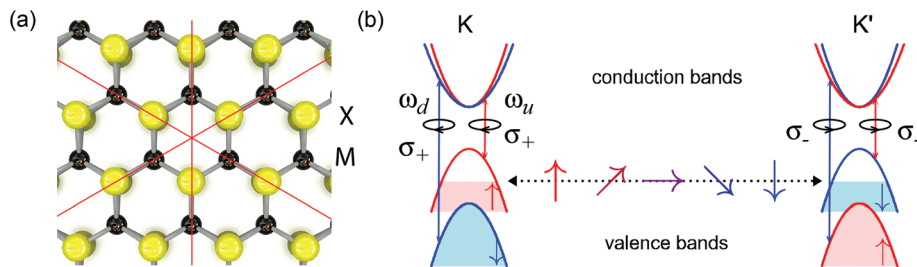 (a)
X
M
(b)
K
K'
conduction bands
ω_d
ω_u
σ_+
σ_+
σ_-
σ_-
valence bands